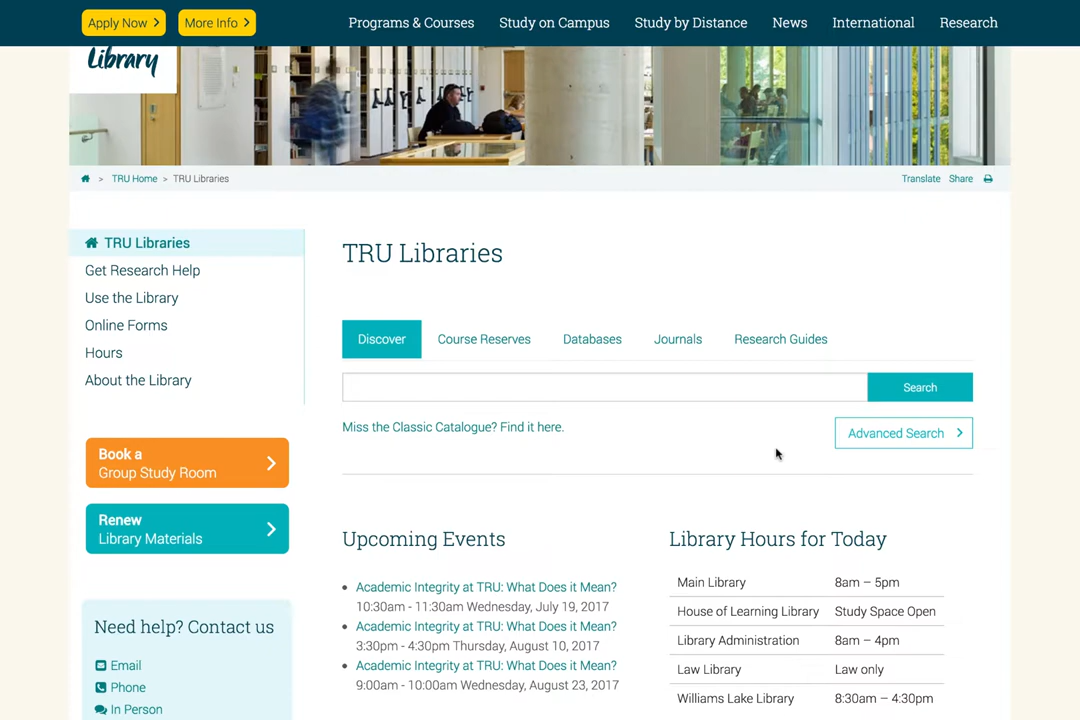 Apply Now
More Info
Programs & Courses
Study on Campus
Study by Distance
News
International
Research
Library
> TRU Home > TRU Libraries
Translate
Share
TRU Libraries
Get Research Help
Use the Library
Online Forms
Hours
About the Library
Book a
Group Study Room
Renew
Library Materials
Need help? Contact us
Email
Phone
In Person
TRU Libraries
Discover
Course Reserves
Databases
Journals
Research Guides
Search
Miss the Classic Catalogue? Find it here.
Advanced Search
Upcoming Events
Academic Integrity at TRU: What Does it Mean?
10:30am - 11:30am Wednesday, July 19, 2017
Academic Integrity at TRU: What Does it Mean?
3:30pm - 4:30pm Thursday, August 10, 2017
Academic Integrity at TRU: What Does it Mean?
9:00am - 10:00am Wednesday, August 23, 2017
Library Hours for Today
Main Library 8am – 5pm
House of Learning Library Study Space Open
Library Administration 8am – 4pm
Law Library Law only
Williams Lake Library 8:30am – 4:30pm